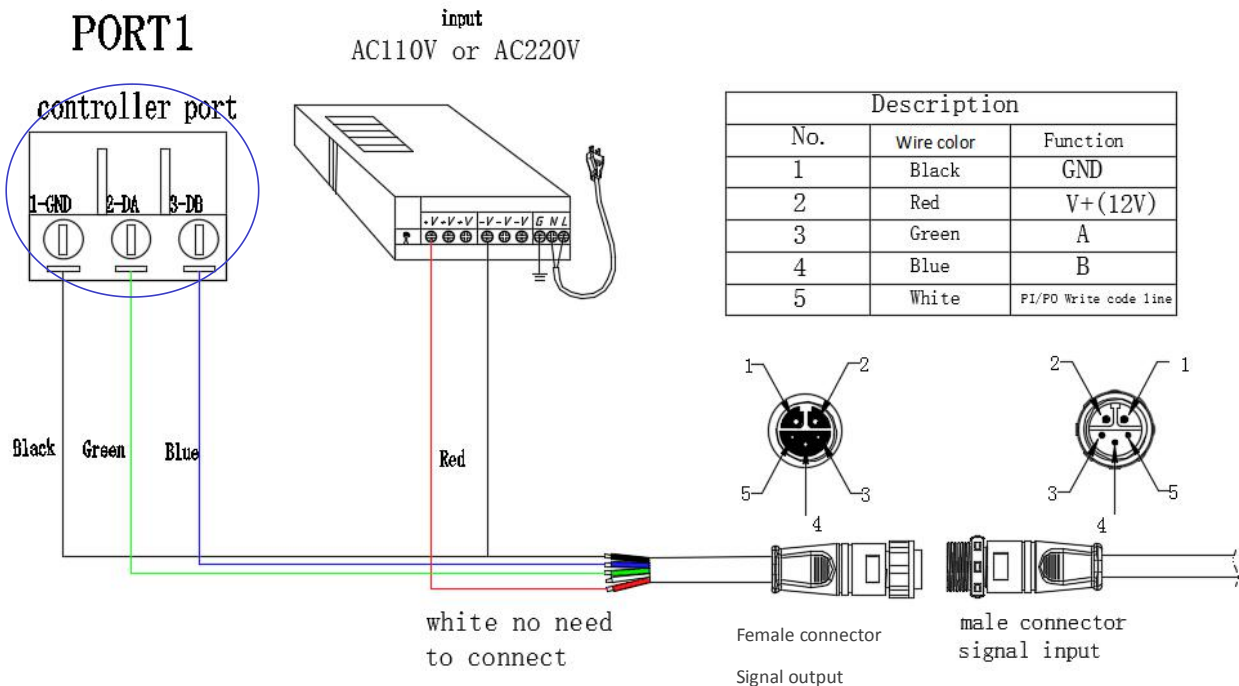 PORT1
input
AC110V or AC220V
controller port
1-GND 2-DA 3-DB
+V+V+V -V-V-V G N L
Description
No. Wire color Function
1 Black GND
2 Red V+(12V)
3 Green A
4 Blue B
5 White PI/PO Write code line
1 2
5 3
4
2 1
3 5
4
Black Green Blue Red
white no need
to connect
Female connector
Signal output
male connector
signal input